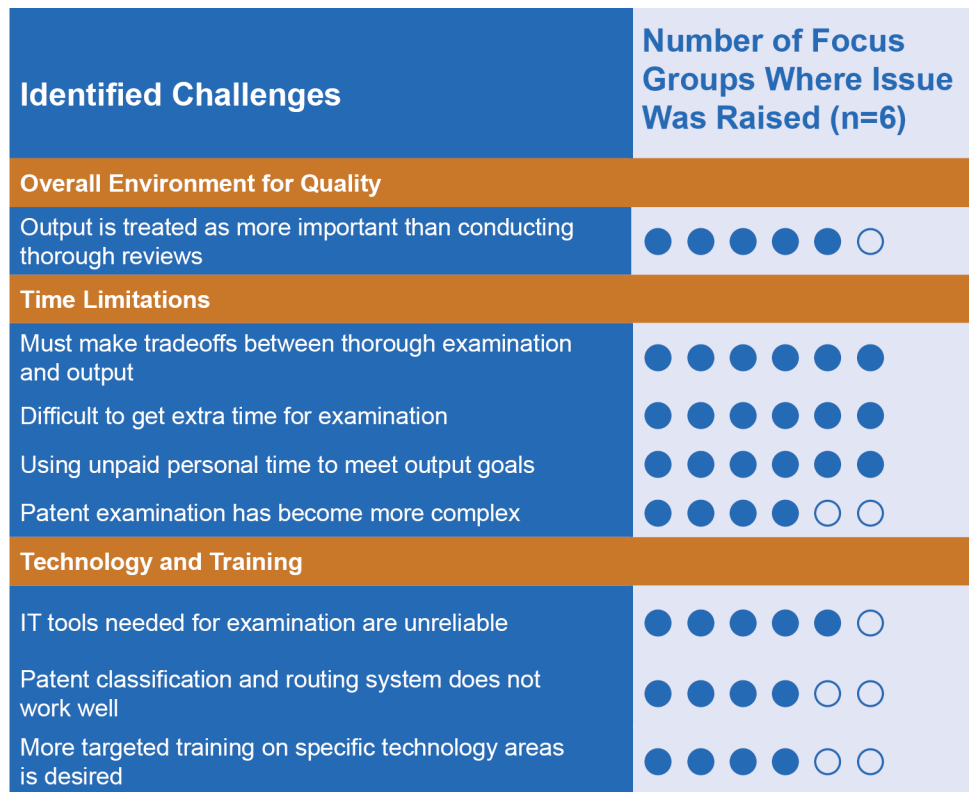 Identified Challenges
Number of Focus
Groups Where Issue
Was Raised (n=6)
Overall Environment for Quality
Output is treated as more important than conducting
thorough reviews
Time Limitations
Must make tradeoffs between thorough examination
and output
Difficult to get extra time for examination
Using unpaid personal time to meet output goals
Patent examination has become more complex
Technology and Training
IT tools needed for examination are unreliable
Patent classification and routing system does not
work well
More targeted training on specific technology areas
is desired